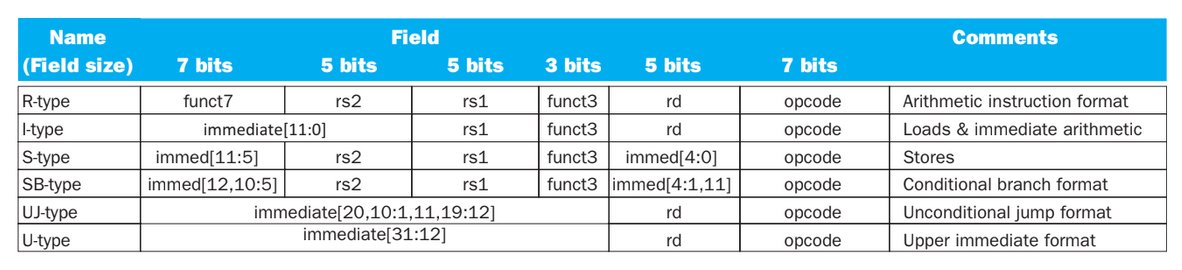 Name Field Comments
(Field size) 7 bits 5 bits 5 bits 3 bits 5 bits 7 bits
R-type funct7 rs2 rs1 funct3 rd opcode Arithmetic instruction format
I-type immediate[11:0] rs1 funct3 rd opcode Loads & immediate arithmetic
S-type immed[11:5] rs2 rs1 funct3 immed[4:0] opcode Stores
SB-type immed[12,10:5] rs2 rs1 funct3 immed[4:1,11] opcode Conditional branch format
UJ-type immediate[20,10:1,11,19:12] rd opcode Unconditional jump format
U-type immediate[31:12] rd opcode Upper immediate format